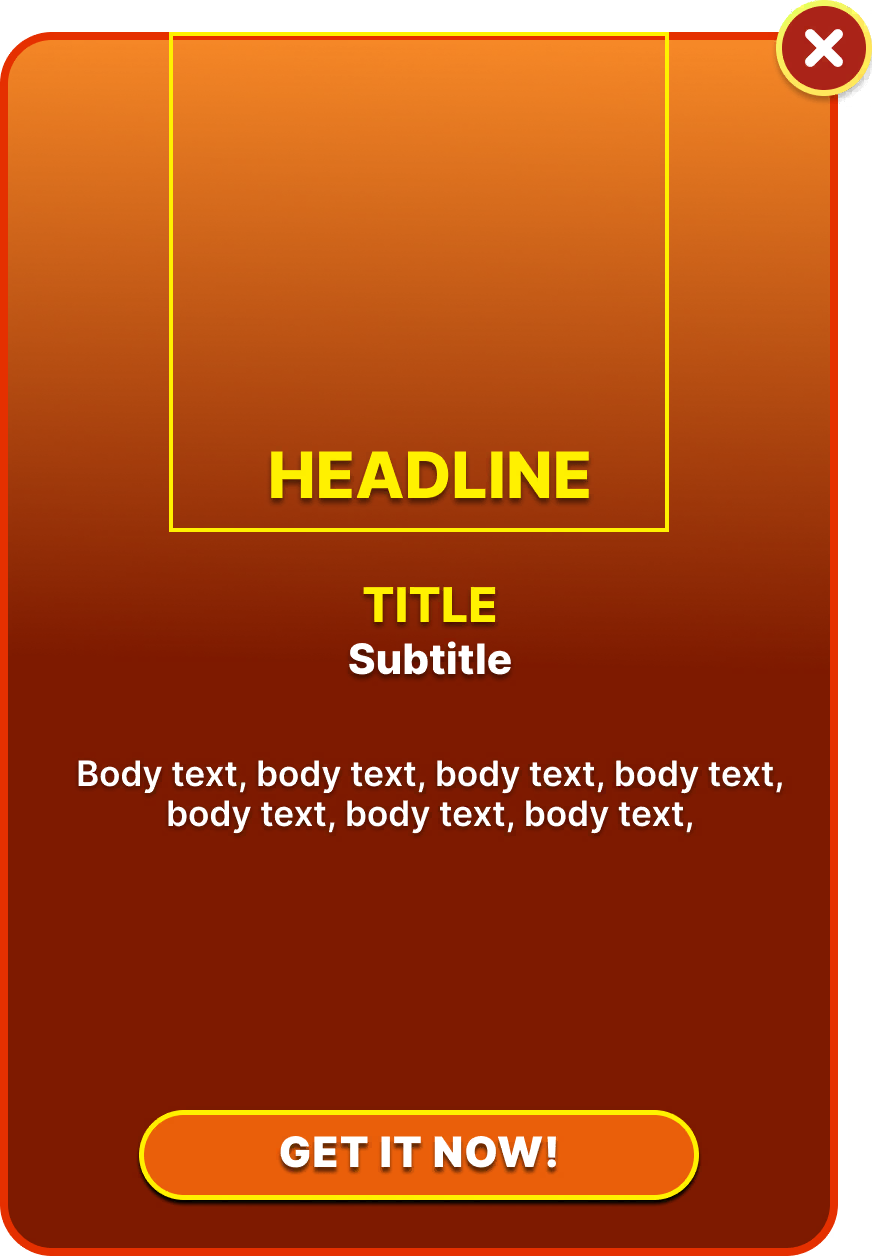 HEADLINE
TITLE
Subtitle
Body text, body text, body text, body text,
body text, body text, body text,
GET IT NOW!